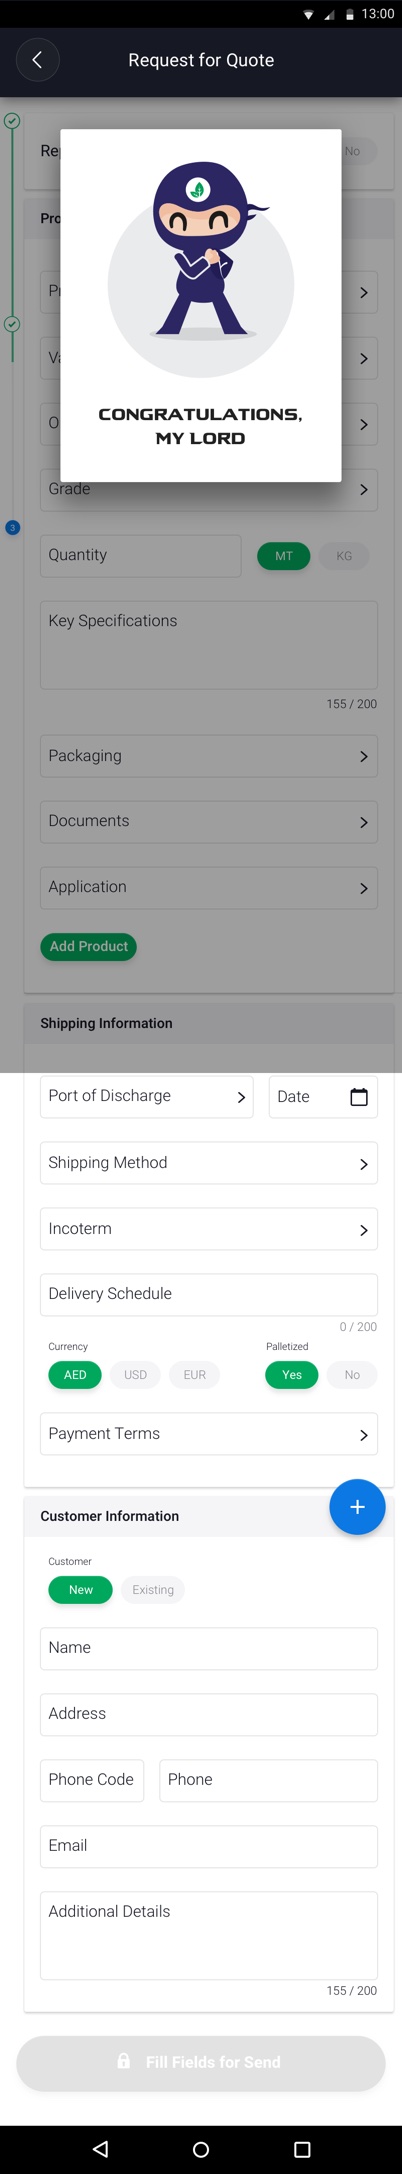 13:00
Request for Quote
Re
No
CONGRATULATIONS,
MY LORD
Pro
Pr
Va
O
Grade
3
Quantity
MT
KG
Key Specifications
155 / 200
Packaging
Documents
Application
Add Product
Shipping Information
Port of Discharge
Date
Shipping Method
Incoterm
Delivery Schedule
0 / 200
Currency
Palletized
AED
USD
EUR
Yes
No
Payment Terms
Customer Information
+
Customer
New
Existing
Name
Address
Phone Code
Phone
Email
Additional Details
155 / 200
Fill Fields for Send